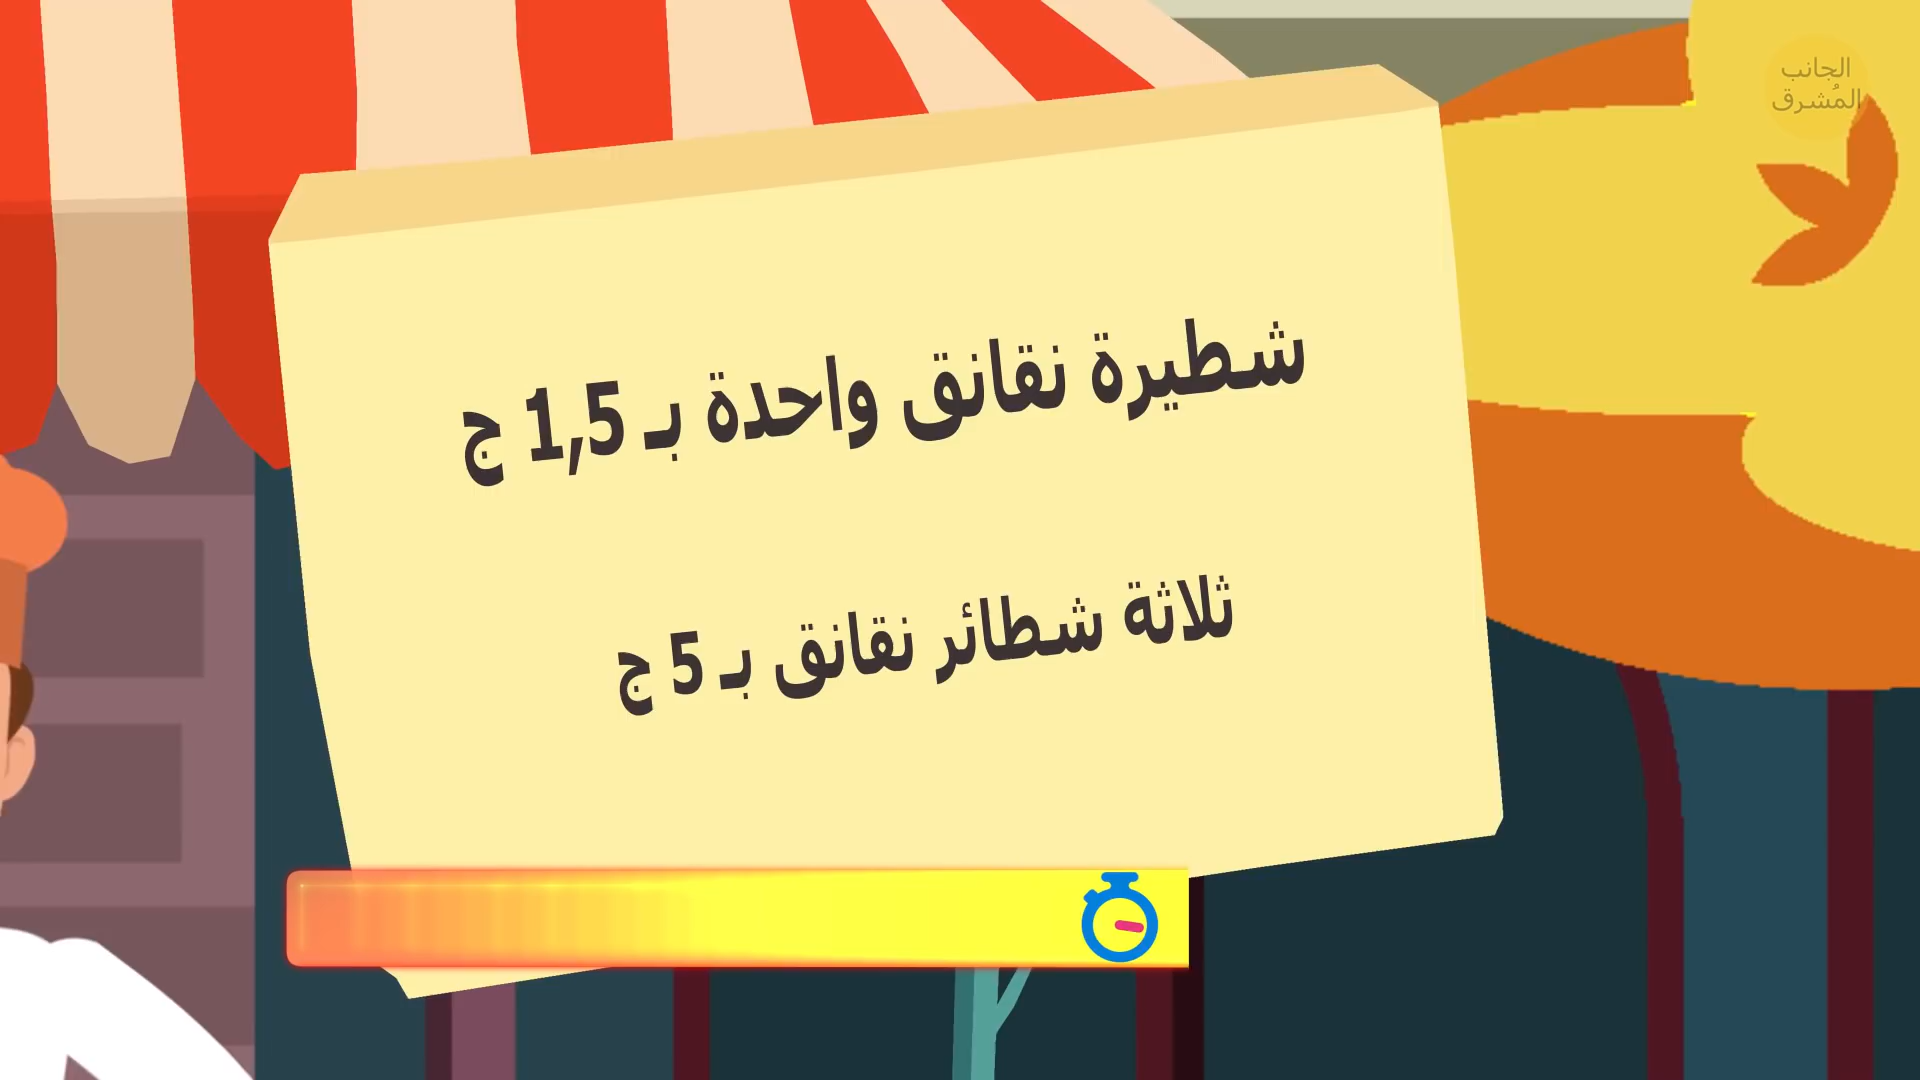 الجانب
المُشرق
شطيرة نقانق واحدة بـ 1,5 ج
ثلاثة شطائر نقانق بـ 5 ج